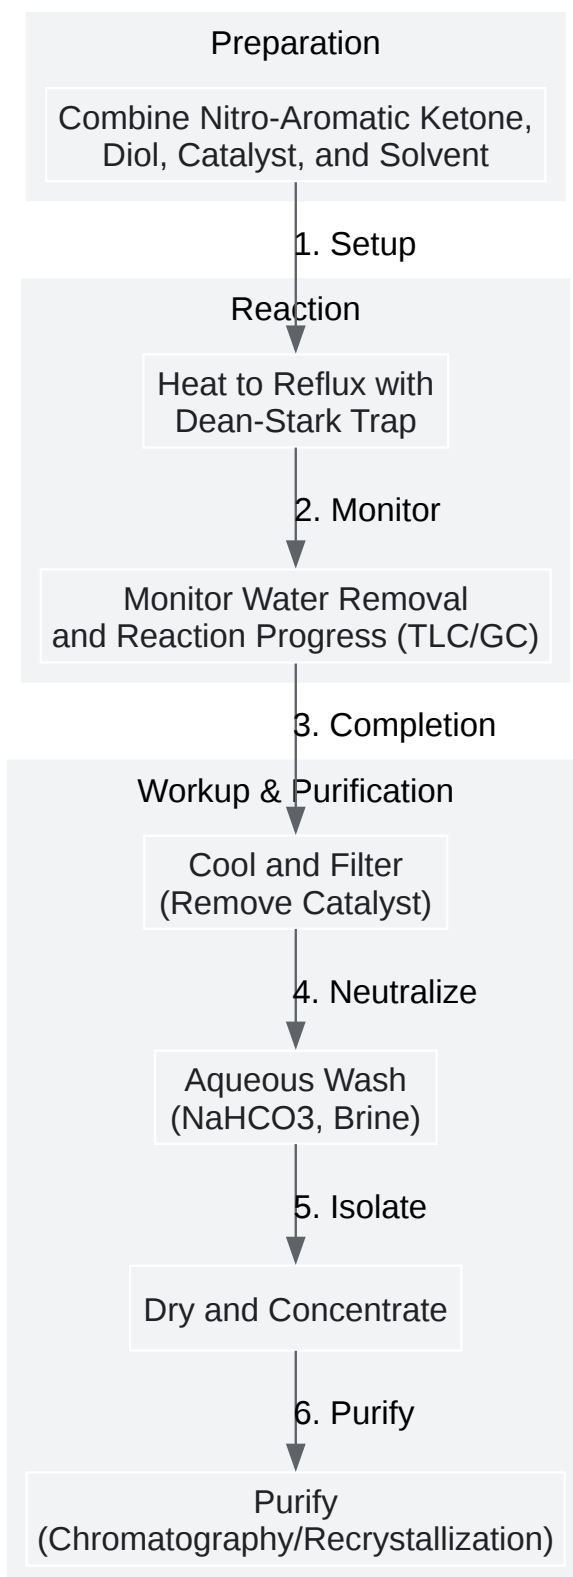 Preparation
Combine Nitro-Aromatic Ketone,
Diol, Catalyst, and Solvent
1. Setup
Reaction
Heat to Reflux with
Dean-Stark Trap
2. Monitor
Monitor Water Removal
and Reaction Progress (TLC/GC)
3. Completion
Workup & Purification
Cool and Filter
(Remove Catalyst)
4. Neutralize
Aqueous Wash
(NaHCO3, Brine)
5. Isolate
Dry and Concentrate
6. Purify
Purify
(Chromatography/Recrystallization)